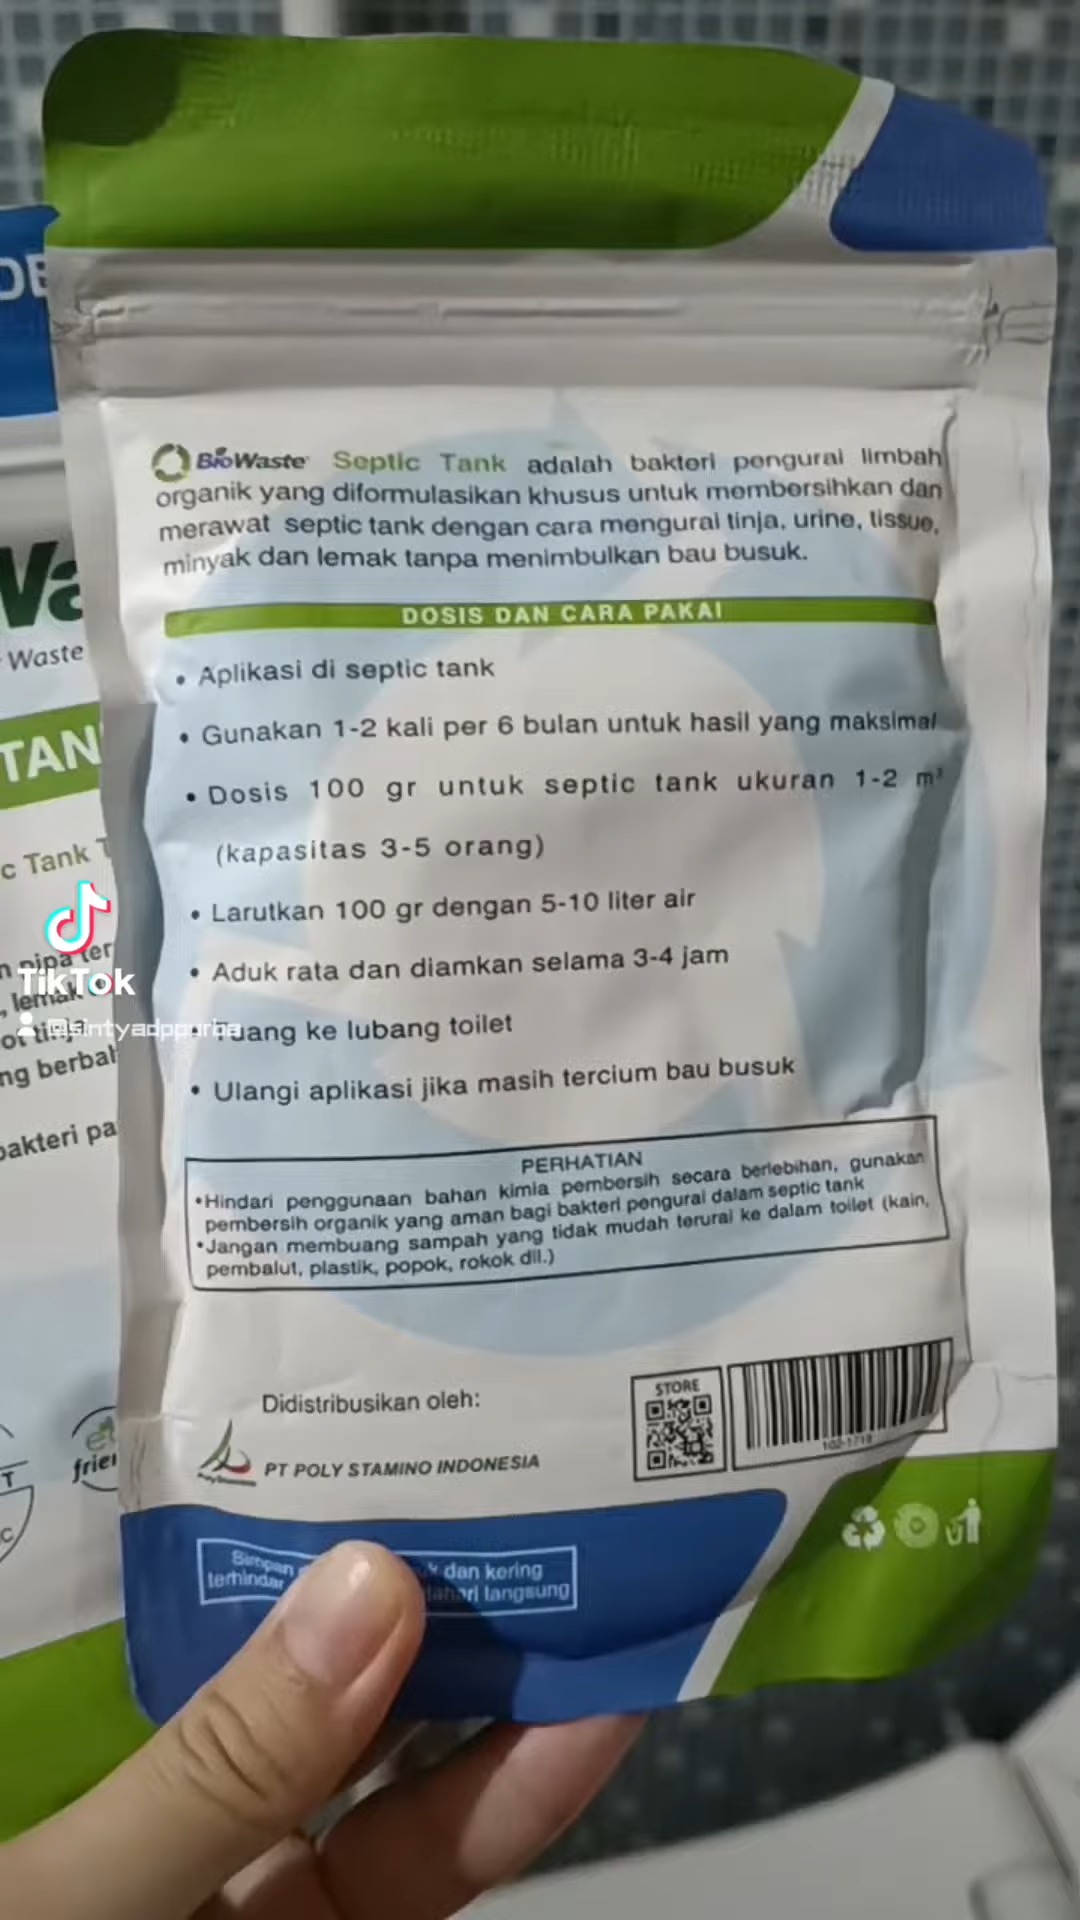 BioWaste Septic Tank adalah bakteri pengurai limbah
organik yang diformulasikan khusus untuk membersihkan dan
merawat septic tank dengan cara mengurai tinja, urine, tissue,
minyak dan lemak tanpa menimbulkan bau busuk.
DOSIS DAN CARA PAKAI
• Aplikasi di septic tank
• Gunakan 1-2 kali per 6 bulan untuk hasil yang maksimal
• Dosis 100 gr untuk septic tank ukuran 1-2 m³
(kapasitas 3-5 orang)
• Larutkan 100 gr dengan 5-10 liter air
• Aduk rata dan diamkan selama 3-4 jam
• Tuang ke lubang toilet
• Ulangi aplikasi jika masih tercium bau busuk
PERHATIAN
•Hindari penggunaan bahan kimia pembersih secara berlebihan, gunakan
pembersih organik yang aman bagi bakteri pengurai dalam septic tank
•Jangan membuang sampah yang tidak mudah terurai ke dalam toilet (kain,
pembalut, plastik, popok, rokok dll.)
Didistribusikan oleh:
PT POLY STAMINO INDONESIA
STORE
102-1718
Simpan dan kering
terhindar langsung
Waste
TAN
c Tank T
pipa ter
, lemak
ng berbah
bakteri pa
TikTok
@sintyadppurba